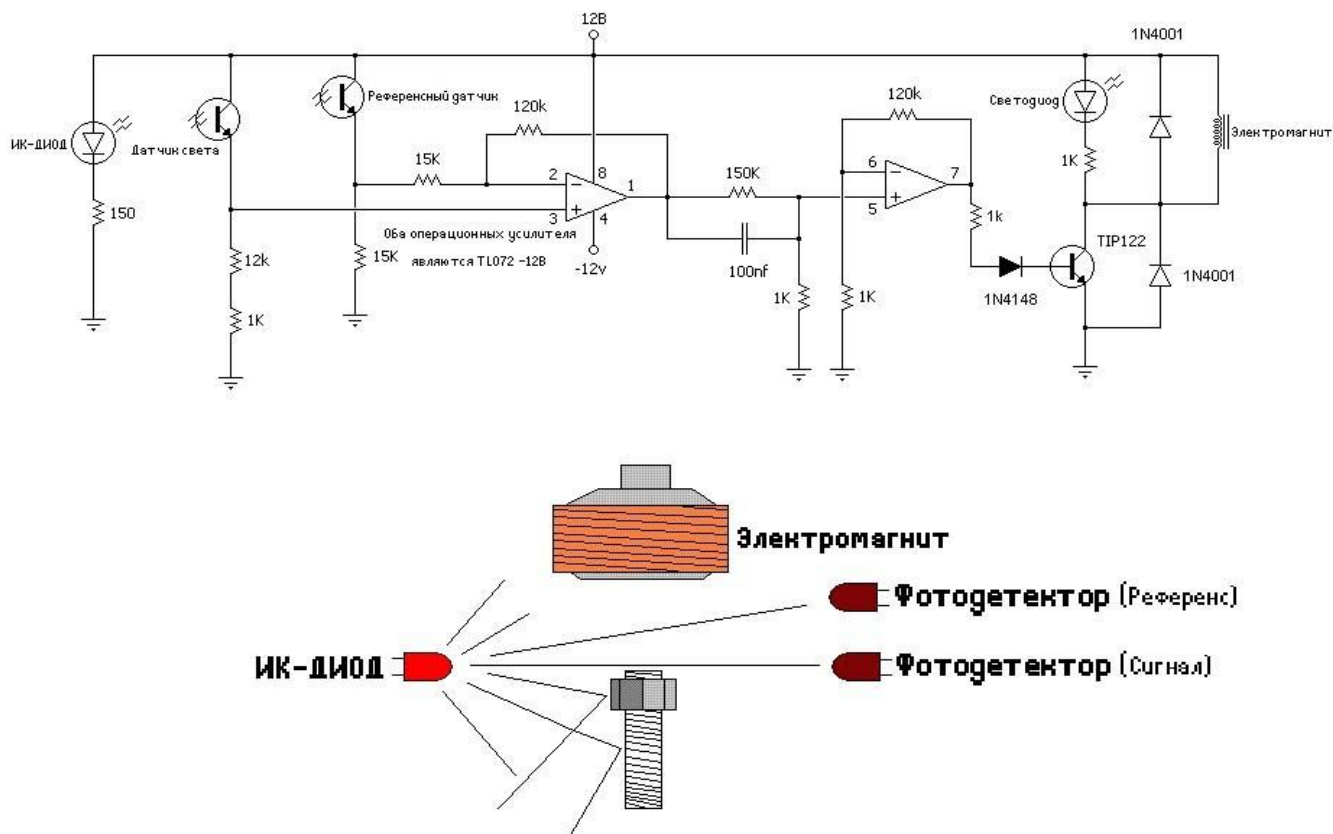 12В
1N4001
ИК-ДИОД
Датчик света
Референсный датчик
120k
120k
Светодиод
Электромагнит
15K
2
3
8
4
1
150K
6
5
7
1K
150
12k
1K
15K
Оба операционных усилителя
являются TL072 -12В
-12v
100nf
1K
1K
1k
1N4148
TIP122
1N4001
Электромагнит
Фотодетектор (Референс)
ИК-ДИОД
Фотодетектор (Сигнал)